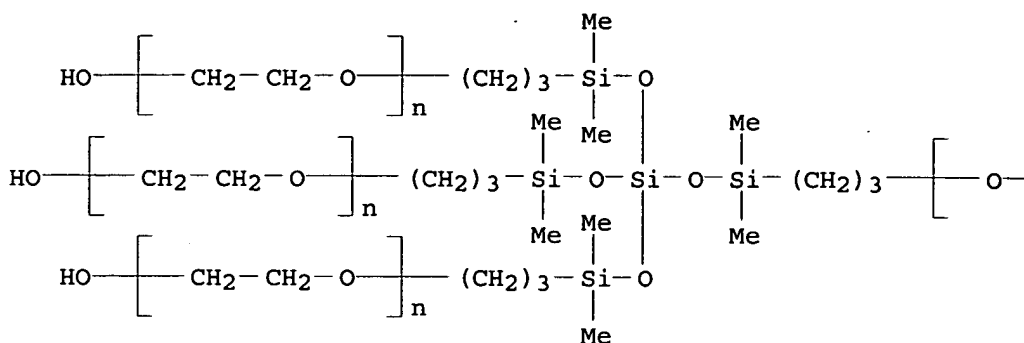 Me
HO [ CH2-CH2-O ]n (CH2)3-Si-O
Me Me Me
HO [ CH2-CH2-O ]n (CH2)3-Si-O-Si-O-Si-(CH2)3 [ O
Me Me Me
HO [ CH2-CH2-O ]n (CH2)3-Si-O
Me